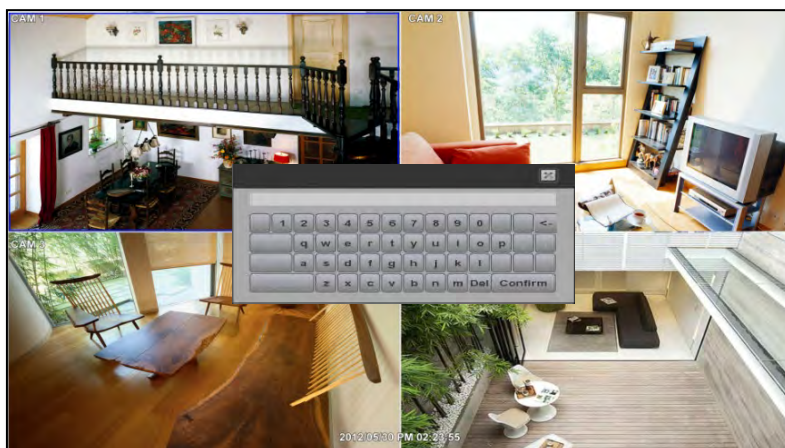 CAM 1
CAM 2
1 2 3 4 5 6 7 8 9 0 <-
q w e r t y u i o p
a s d f g h j k l
z x c v b n m Del Confirm
CAM 3
2012/05/30 PM 02:23:55